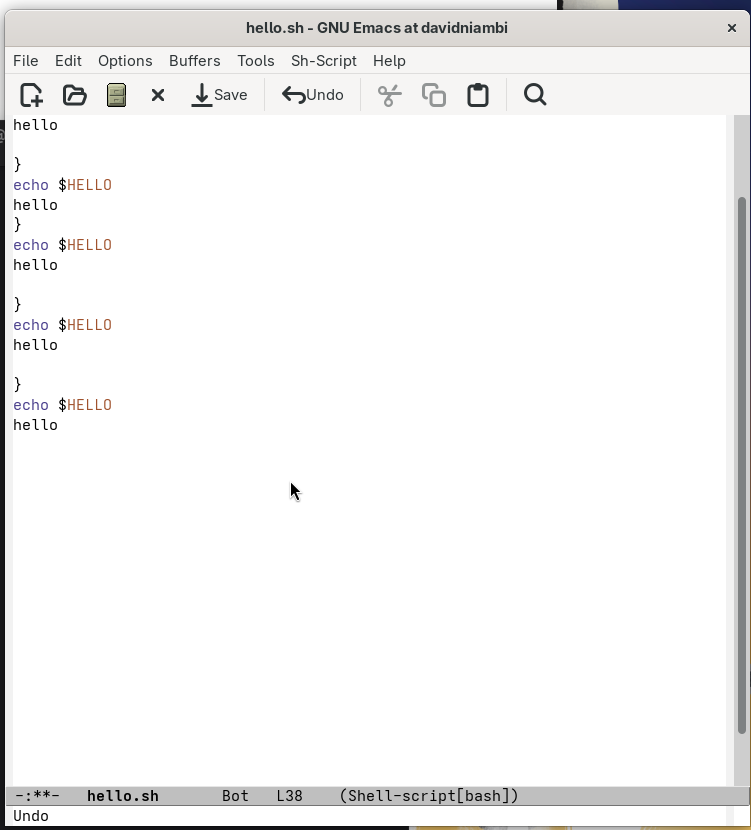 hello.sh - GNU Emacs at davidniambi
File Edit Options Buffers Tools Sh-Script Help
Save Undo
hello
}
echo $HELLO
hello
}
echo $HELLO
hello
}
echo $HELLO
hello
}
echo $HELLO
hello
-:**- hello.sh Bot L38 (Shell-script[bash])
Undo